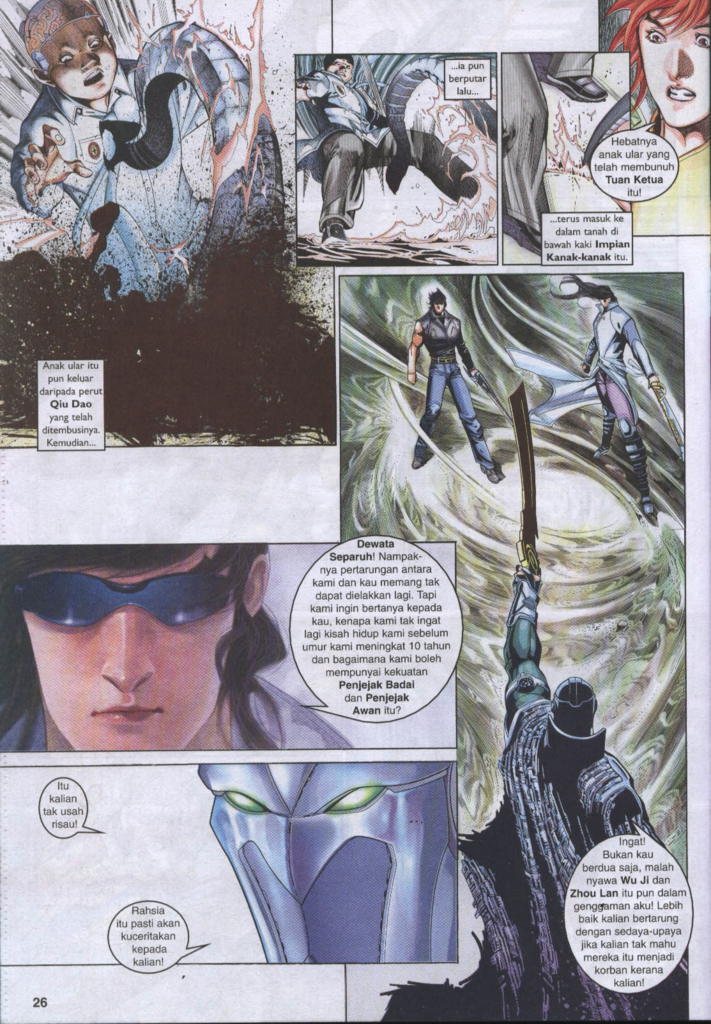 Anak ular itu
pun keluar
daripada perut
Qiu Dao
yang telah
ditembusinya.
Kemudian...
...ia pun
berputar
lalu...
...terus masuk ke
dalam tanah di
bawah kaki Impian
Kanak-kanak itu.
Hebatnya
anak ular yang
telah membunuh
Tuan Ketua
itu!
Dewata
Separuh! Nampak-
nya pertarungan antara
kami dan kau memang tak
dapat dielakkan lagi. Tapi
kami ingin bertanya kepada
kau, kenapa kami tak ingat
lagi kisah hidup kami sebelum
umur kami meningkat 10 tahun
dan bagaimana kami boleh
mempunyai kekuatan
Penjejak Badai
dan Penjejak
Awan itu?
Itu
kalian
tak usah
risau!
Rahsia
itu pasti akan
kuceritakan
kepada
kalian!
Ingat!
Bukan kau
berdua saja, malah
nyawa Wu Ji dan
Zhou Lan itu pun dalam
genggaman aku! Lebih
baik kalian bertarung
dengan sedaya-upaya
jika kalian tak mahu
mereka itu menjadi
korban kerana
kalian!
26